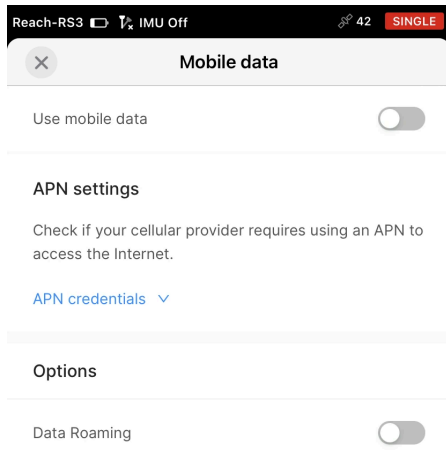 Reach-RS3 IMU Off 42 SINGLE
Mobile data
Use mobile data
APN settings
Check if your cellular provider requires using an APN to
access the Internet.
APN credentials
Options
Data Roaming